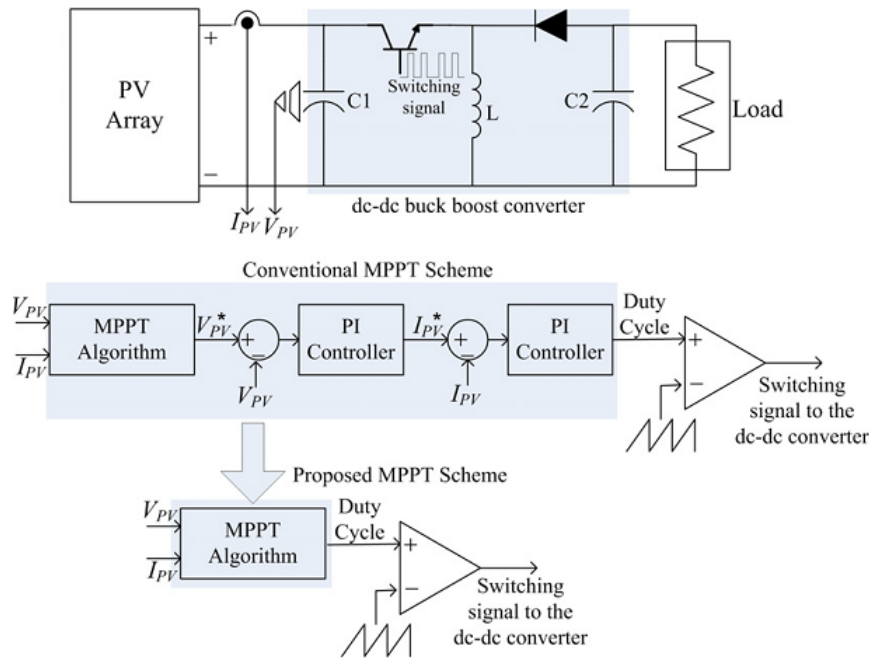 +
PV
Array
−
Switching
signal
C1
L
C2
Load
I_PV V_PV
dc-dc buck boost converter
Conventional MPPT Scheme
V_PV
I_PV
MPPT
Algorithm
V_PV*
+
−
V_PV
PI
Controller
I_PV*
+
−
I_PV
PI
Controller
Duty
Cycle
+
−
Switching
signal to the
dc-dc converter
Proposed MPPT Scheme
V_PV
I_PV
MPPT
Algorithm
Duty
Cycle
+
−
Switching
signal to the
dc-dc converter